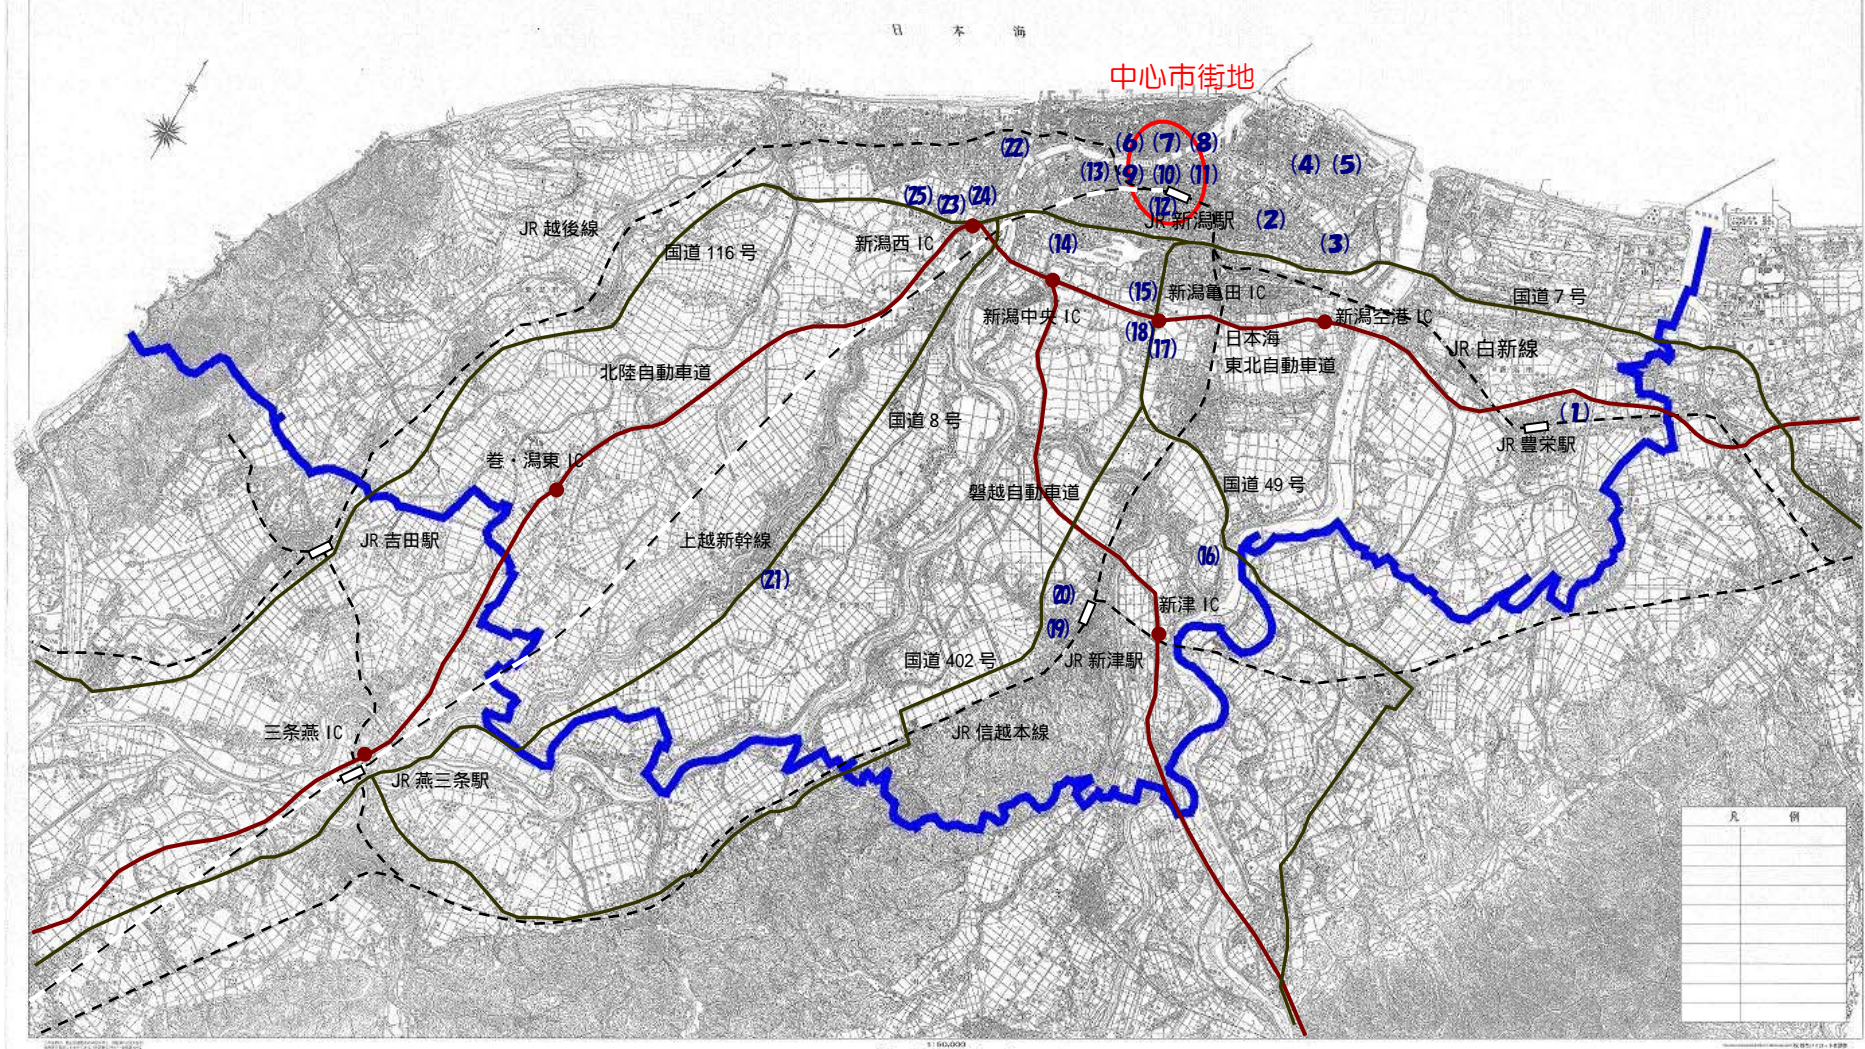 日 本 海
中心市街地
(22)
(6) (7) (8)
(13) (9) (10) (11)
(4) (5)
(25) (23) (24)
(12)
JR 新潟駅
(2)
(3)
JR 越後線
国道 116 号
新潟西 IC
(14)
(15) 新潟亀田 IC
国道 7 号
新潟中央 IC
(18)
(17)
新潟空港 IC
日本海
東北自動車道
JR 白新線
北陸自動車道
国道 8 号
(1)
JR 豊栄駅
巻・潟東 IC
磐越自動車道
国道 49 号
JR 吉田駅
上越新幹線
(21)
(16)
(20)
(19)
新津 IC
国道 402 号
JR 新津駅
三条燕 IC
JR 信越本線
JR 燕三条駅
凡 例
1:50,000